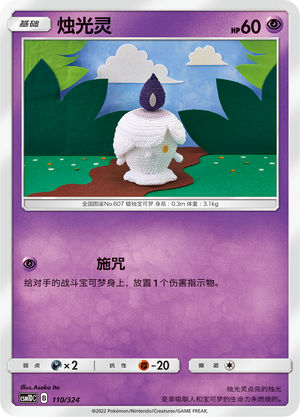 基础 烛光灵 HP60
全国图鉴No.607 蜡烛宝可梦 身高：0.3m 体重：3.1kg
施咒
给对手的战斗宝可梦身上，放置1个伤害指示物。
弱点 ×2 抗性 -20 撤退
Illus.Asako Ito
CSM1DC B 110/324
烛光灵点亮的烛光
是靠吸取人和宝可梦的生命力来燃烧的。
©2022 Pokémon/Nintendo/Creatures/GAME FREAK.